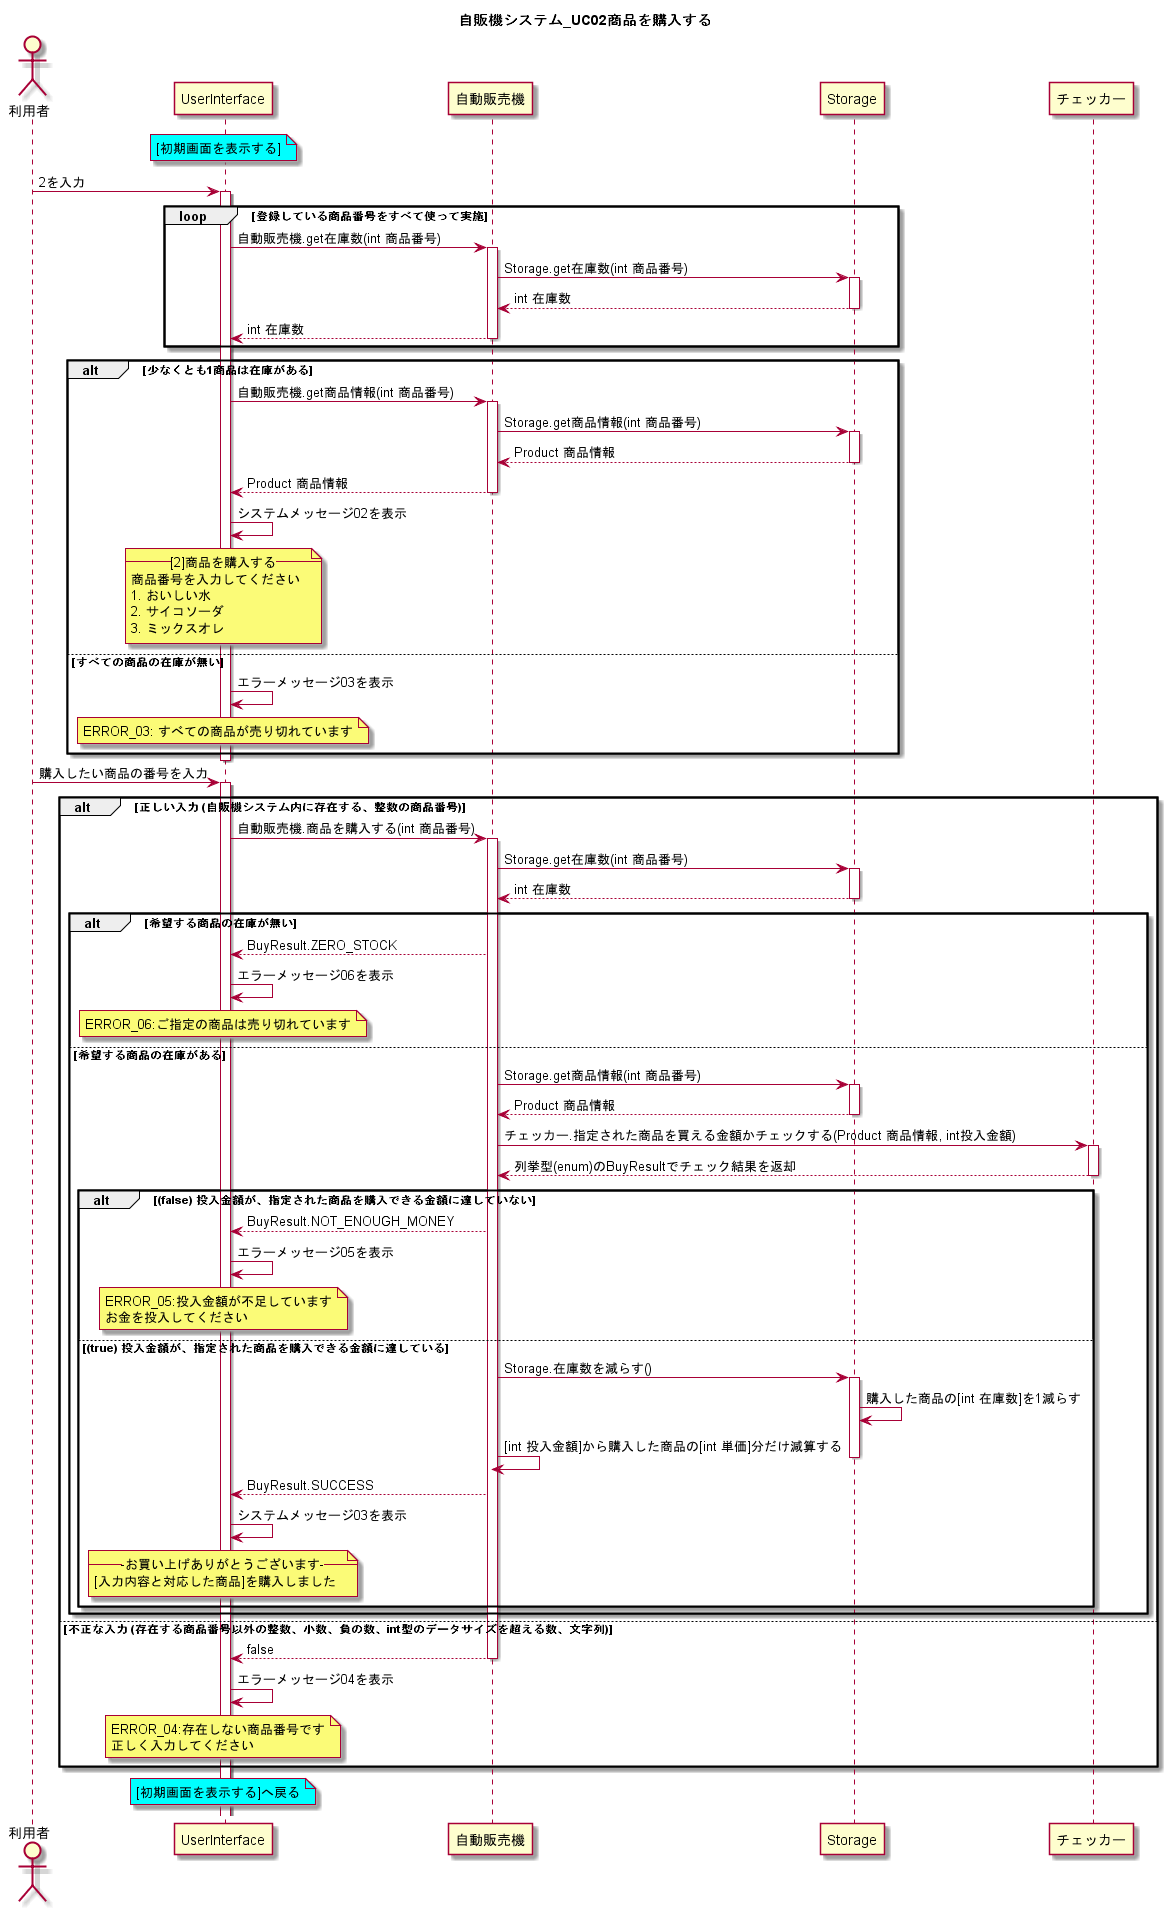 自販機システム_UC02商品を購入する
利用者
UserInterface
自動販売機
Storage
チェッカー
[初期画面を表示する]
2を入力
loop [登録している商品番号をすべて使って実施]
自動販売機.get在庫数(int 商品番号)
Storage.get在庫数(int 商品番号)
int 在庫数
int 在庫数
alt [少なくとも1商品は在庫がある]
自動販売機.get商品情報(int 商品番号)
Storage.get商品情報(int 商品番号)
Product 商品情報
Product 商品情報
システムメッセージ02を表示
[2]商品を購入する
商品番号を入力してください
1. おいしい水
2. サイコソーダ
3. ミックスオレ
[すべての商品の在庫が無い]
エラーメッセージ03を表示
ERROR_03: すべての商品が売り切れています
購入したい商品の番号を入力
alt [正しい入力 (自販機システム内に存在する、整数の商品番号)]
自動販売機.商品を購入する(int 商品番号)
Storage.get在庫数(int 商品番号)
int 在庫数
alt [希望する商品の在庫が無い]
BuyResult.ZERO_STOCK
エラーメッセージ06を表示
ERROR_06:ご指定の商品は売り切れています
[希望する商品の在庫がある]
Storage.get商品情報(int 商品番号)
Product 商品情報
チェッカー.指定された商品を買える金額かチェックする(Product 商品情報, int投入金額)
列挙型(enum)のBuyResultでチェック結果を返却
alt [(false) 投入金額が、指定された商品を購入できる金額に達していない]
BuyResult.NOT_ENOUGH_MONEY
エラーメッセージ05を表示
ERROR_05:投入金額が不足しています
お金を投入してください
[(true) 投入金額が、指定された商品を購入できる金額に達している]
Storage.在庫数を減らす()
購入した商品の[int 在庫数]を1減らす
[int 投入金額]から購入した商品の[int 単価]分だけ減算する
BuyResult.SUCCESS
システムメッセージ03を表示
-お買い上げありがとうございます-
[入力内容と対応した商品]を購入しました
[不正な入力 (存在する商品番号以外の整数、小数、負の数、int型のデータサイズを超える数、文字列)]
false
エラーメッセージ04を表示
ERROR_04:存在しない商品番号です
正しく入力してください
[初期画面を表示する]へ戻る
利用者
UserInterface
自動販売機
Storage
チェッカー